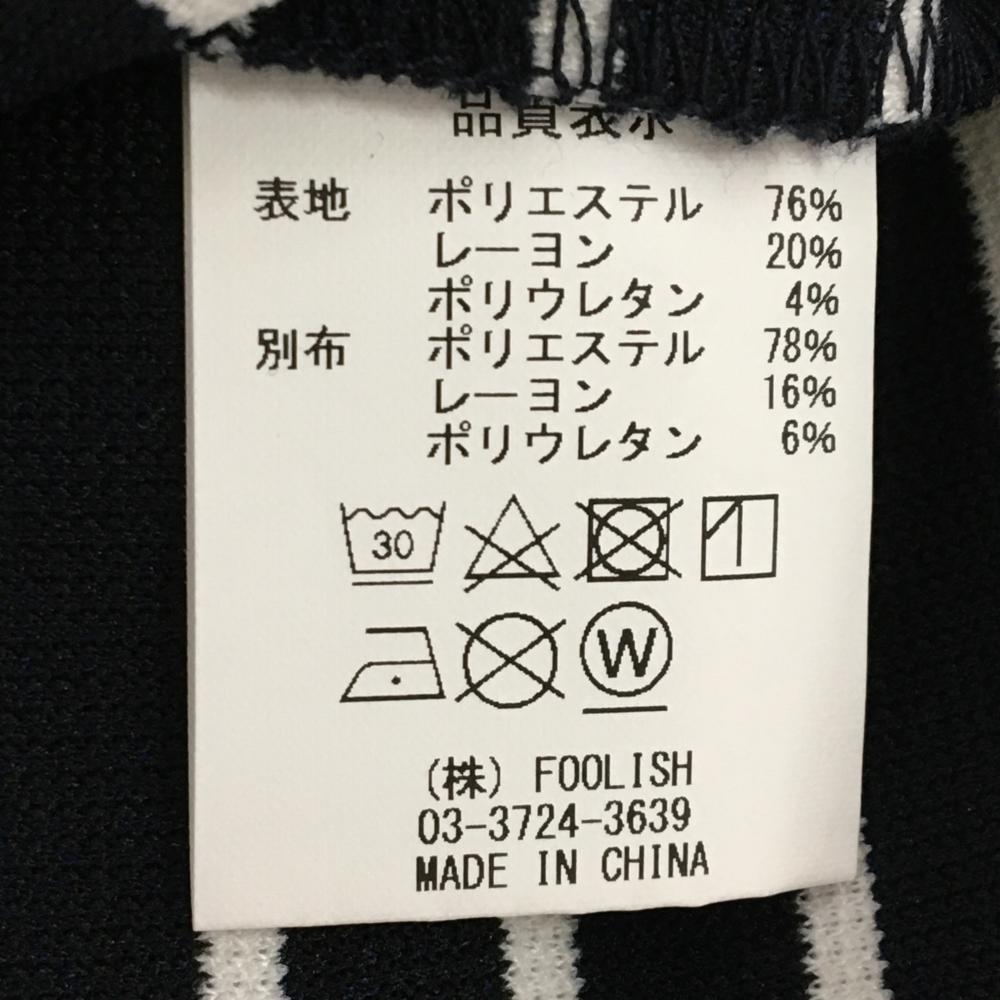 品質表示
表地 ポリエステル 76%
レーヨン 20%
ポリウレタン 4%
別布 ポリエステル 78%
レーヨン 16%
ポリウレタン 6%
30
W
(株) FOOLISH
03-3724-3639
MADE IN CHINA